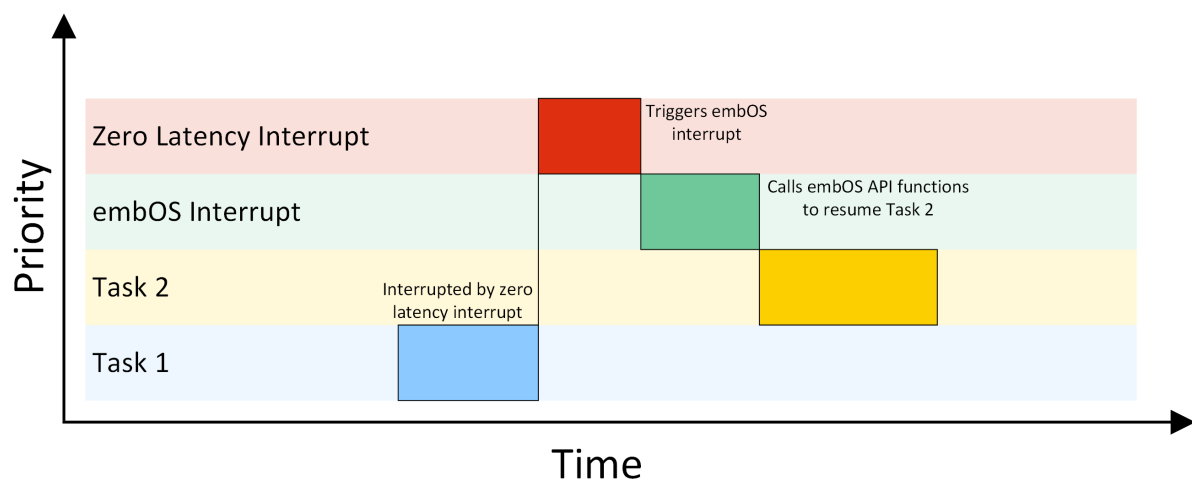 Priority
Zero Latency Interrupt
Triggers embOS
interrupt
embOS Interrupt
Calls embOS API functions
to resume Task 2
Task 2
Interrupted by zero
latency interrupt
Task 1
Time